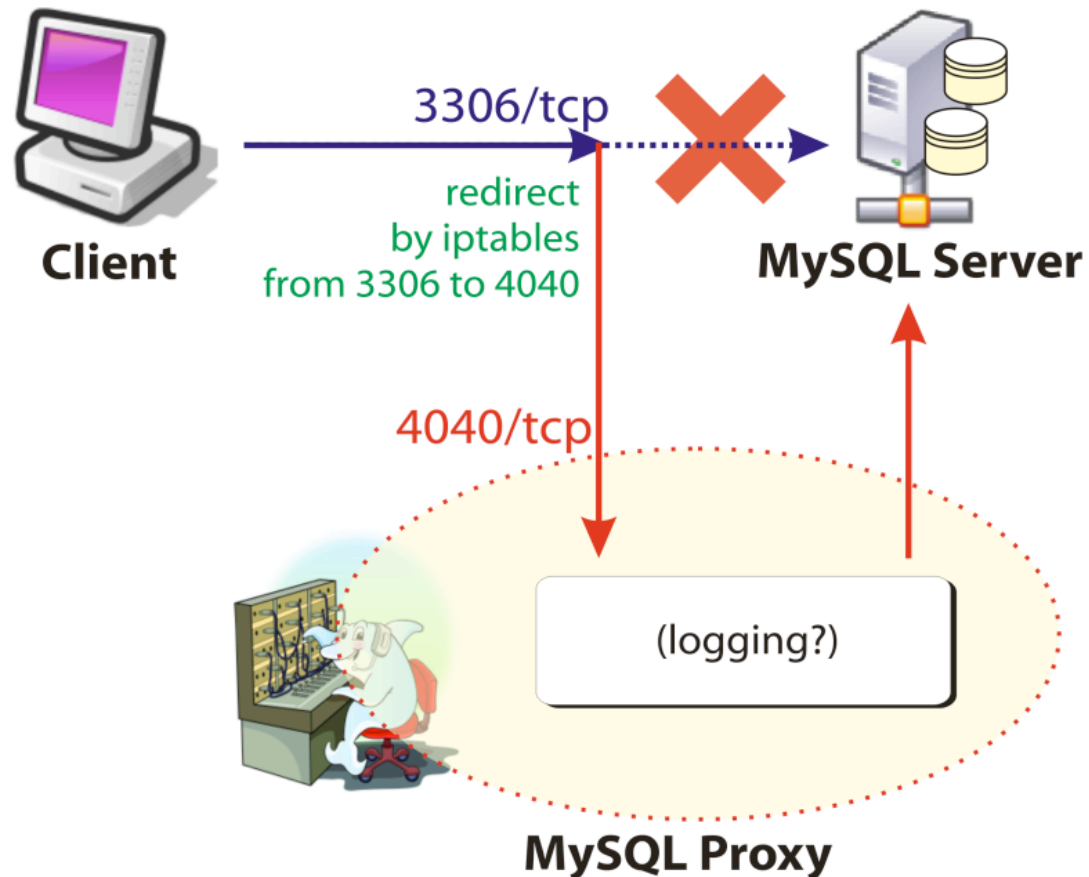 3306/tcp
redirect
by iptables
from 3306 to 4040
Client
MySQL Server
4040/tcp
(logging?)
MySQL Proxy